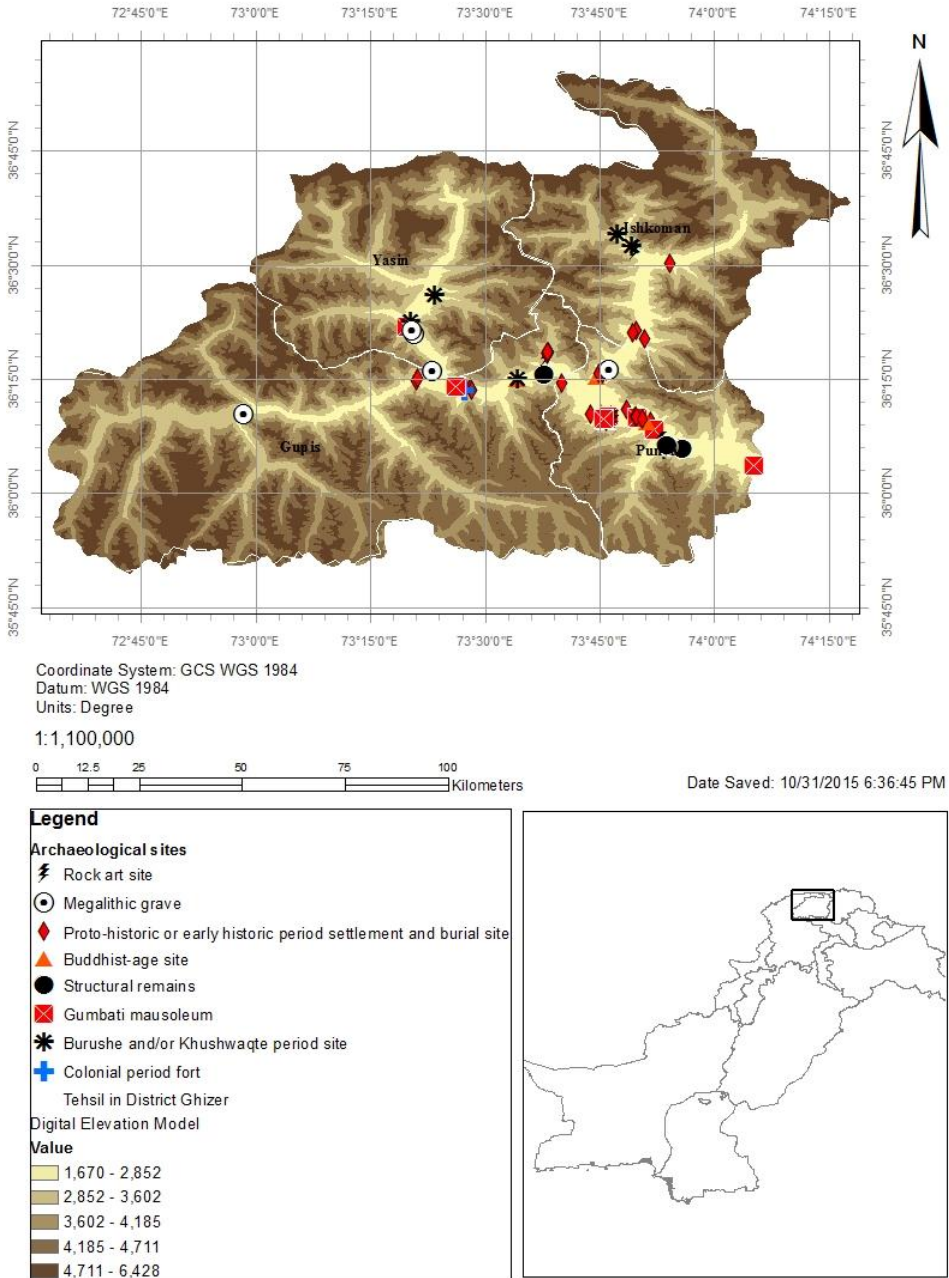 72°45'0"E 73°0'0"E 73°15'0"E 73°30'0"E 73°45'0"E 74°0'0"E 74°15'0"E
N
36°45'0"N 36°45'0"N
Ishkoman
Yasin
36°30'0"N 36°30'0"N
36°15'0"N 36°15'0"N
Gupis
36°0'0"N 36°0'0"N
35°45'0"N 35°45'0"N
72°45'0"E 73°0'0"E 73°15'0"E 73°30'0"E 73°45'0"E 74°0'0"E 74°15'0"E
Coordinate System: GCS WGS 1984
Datum: WGS 1984
Units: Degree
1:1,100,000
0 12.5 25 50 75 100
Kilometers
Date Saved: 10/31/2015 6:36:45 PM
Legend
Archaeological sites
Rock art site
Megalithic grave
Proto-historic or early historic period settlement and burial site
Buddhist-age site
Structural remains
Gumbati mausoleum
Burushe and/or Khushwaqte period site
Colonial period fort
Tehsil in District Ghizer
Digital Elevation Model
Value
1,670 - 2,852
2,852 - 3,602
3,602 - 4,185
4,185 - 4,711
4,711 - 6,428